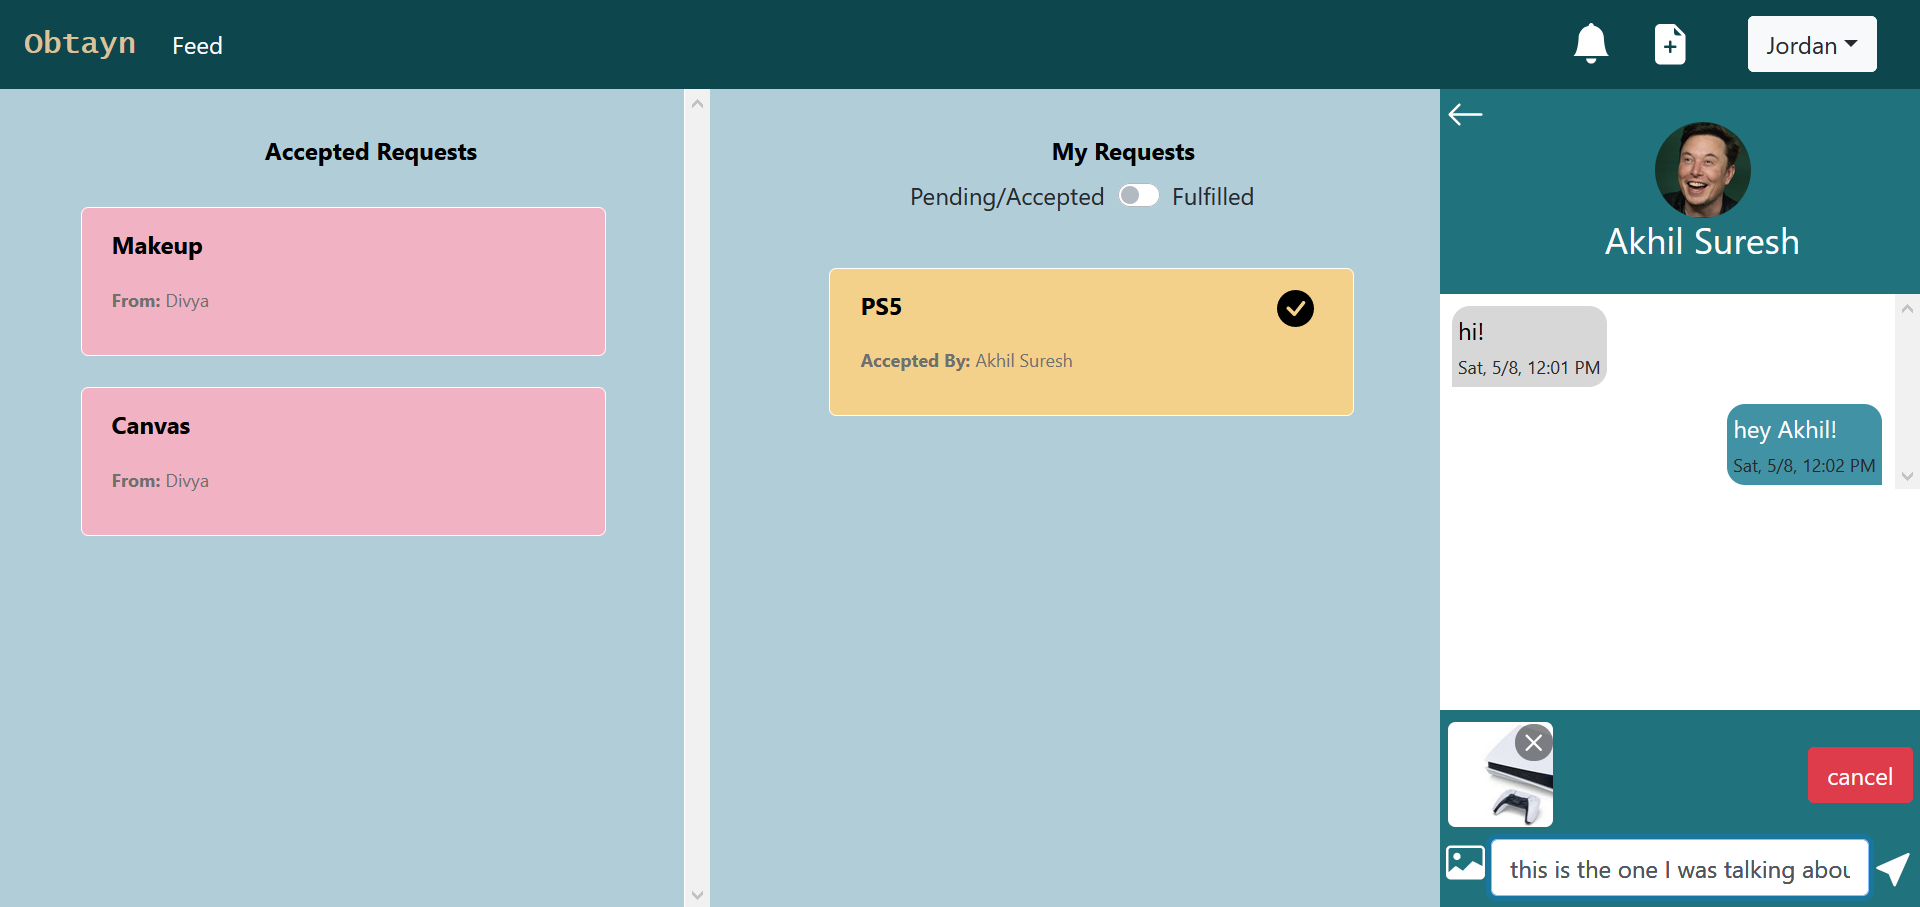 Obtayn
Feed
Jordan
Accepted Requests
Makeup
From: Divya
Canvas
From: Divya
My Requests
Pending/Accepted Fulfilled
PS5
Accepted By: Akhil Suresh
Akhil Suresh
hi!
Sat, 5/8, 12:01 PM
hey Akhil!
Sat, 5/8, 12:02 PM
cancel
this is the one I was talking abou